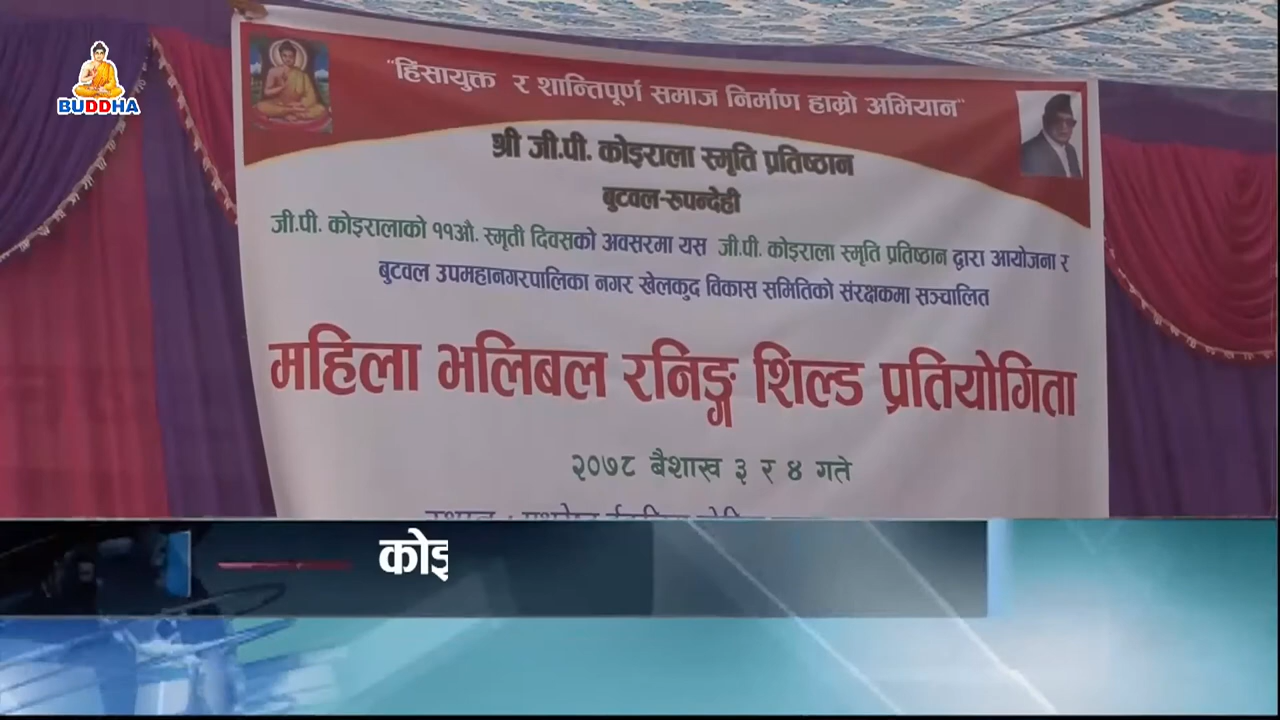 BUDDHA
"हिंसायुक्त र शान्तिपूर्ण समाज निर्माण हाम्रो अभियान"
श्री जी.पी. कोइराला स्मृति प्रतिष्ठान
बुटवल-रुपन्देही
जी.पी. कोइरालाको ११औ. स्मृती दिवसको अवसरमा यस जी.पी. कोइराला स्मृति प्रतिष्ठान द्वारा आयोजना र
बुटवल उपमहानगरपालिका नगर खेलकुद विकास समितिको संरक्षकमा सञ्चालित
महिला भलिबल रनिङ्ग शिल्ड प्रतियोगिता
२०७८ बैशाख ३ र ४ गते
कोइ